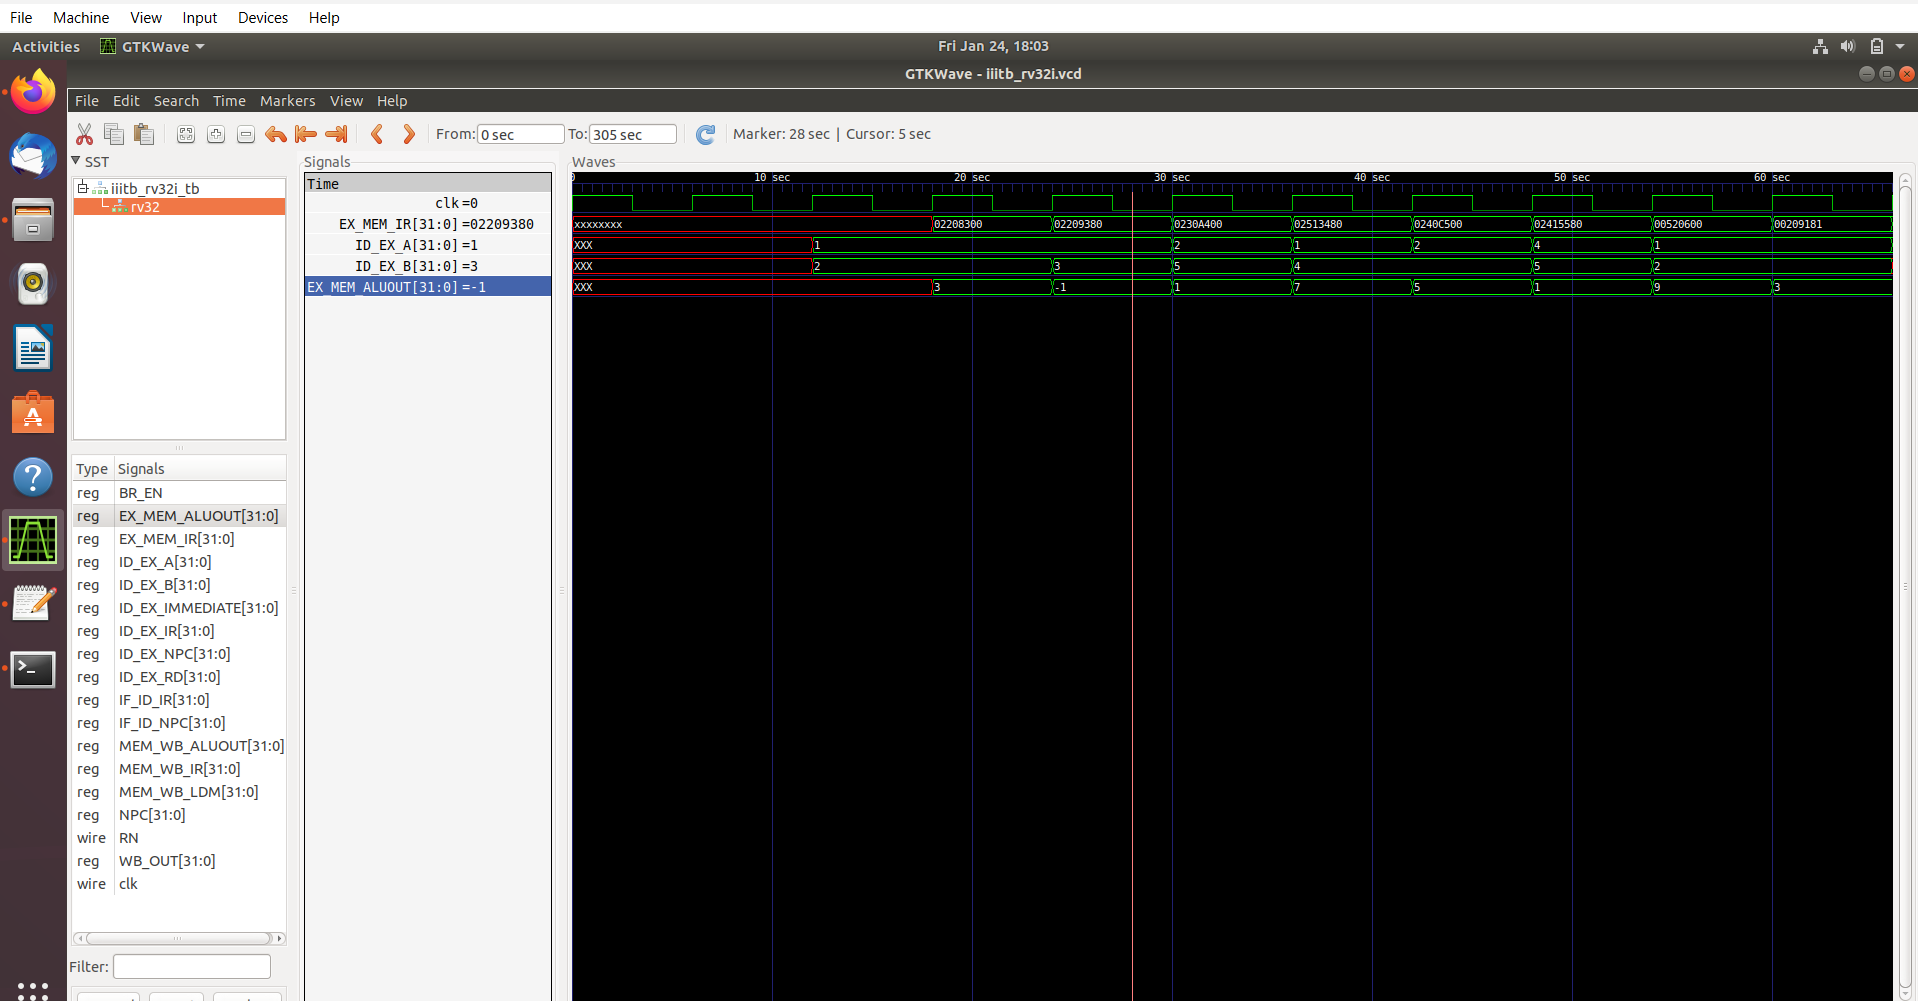 File Machine View Input Devices Help
Activities GTKWave Fri Jan 24, 18:03
GTKWave - iiitb_rv32i.vcd
File Edit Search Time Markers View Help
From: 0 sec To: 305 sec Marker: 28 sec | Cursor: 5 sec
SST
iiitb_rv32i_tb
rv32
Type Signals
reg BR_EN
reg EX_MEM_ALUOUT[31:0]
reg EX_MEM_IR[31:0]
reg ID_EX_A[31:0]
reg ID_EX_B[31:0]
reg ID_EX_IMMEDIATE[31:0]
reg ID_EX_IR[31:0]
reg ID_EX_NPC[31:0]
reg ID_EX_RD[31:0]
reg IF_ID_IR[31:0]
reg IF_ID_NPC[31:0]
reg MEM_WB_ALUOUT[31:0]
reg MEM_WB_IR[31:0]
reg MEM_WB_LDM[31:0]
reg NPC[31:0]
wire RN
reg WB_OUT[31:0]
wire clk
Filter:
Signals
Time
clk =0
EX_MEM_IR[31:0] =02209380
ID_EX_A[31:0] =1
ID_EX_B[31:0] =3
EX_MEM_ALUOUT[31:0] =-1
Waves
0 10 sec 20 sec 30 sec 40 sec 50 sec 60 sec
xxxxxxxx 02208300 02209380 0230A400 02513480 0240C500 02415580 00520600 00209181
XXX 1 2 1 2 4 1
XXX 2 3 5 4 5 2
XXX 3 -1 1 7 5 1 9 3